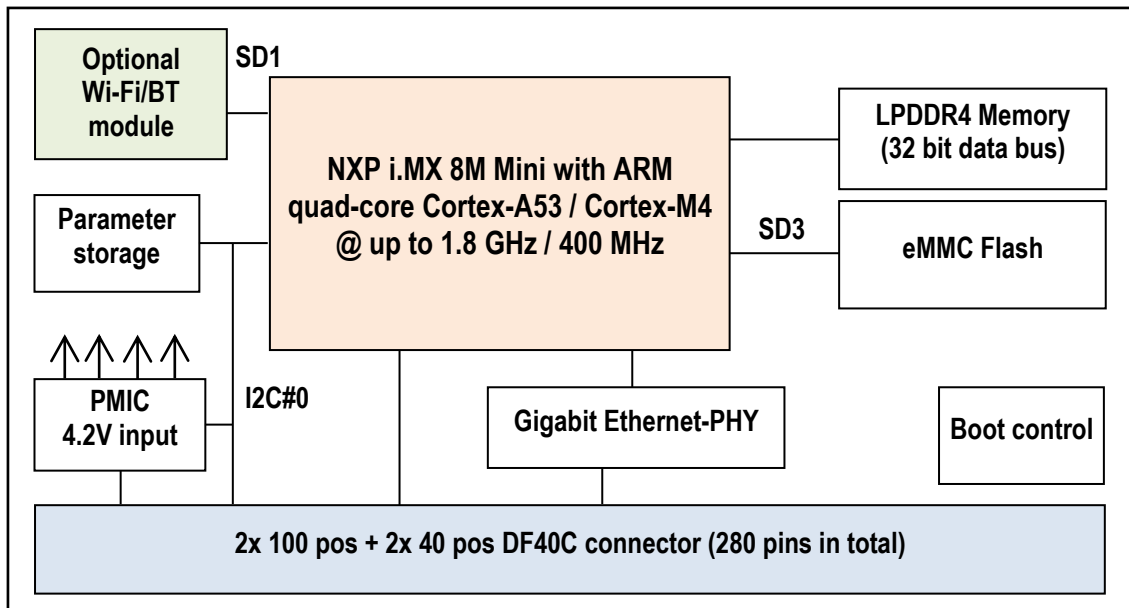 Optional
Wi-Fi/BT
module
SD1
NXP i.MX 8M Mini with ARM
quad-core Cortex-A53 / Cortex-M4
@ up to 1.8 GHz / 400 MHz
LPDDR4 Memory
(32 bit data bus)
Parameter
storage
SD3
eMMC Flash
PMIC
4.2V input
I2C#0
Gigabit Ethernet-PHY
Boot control
2x 100 pos + 2x 40 pos DF40C connector (280 pins in total)